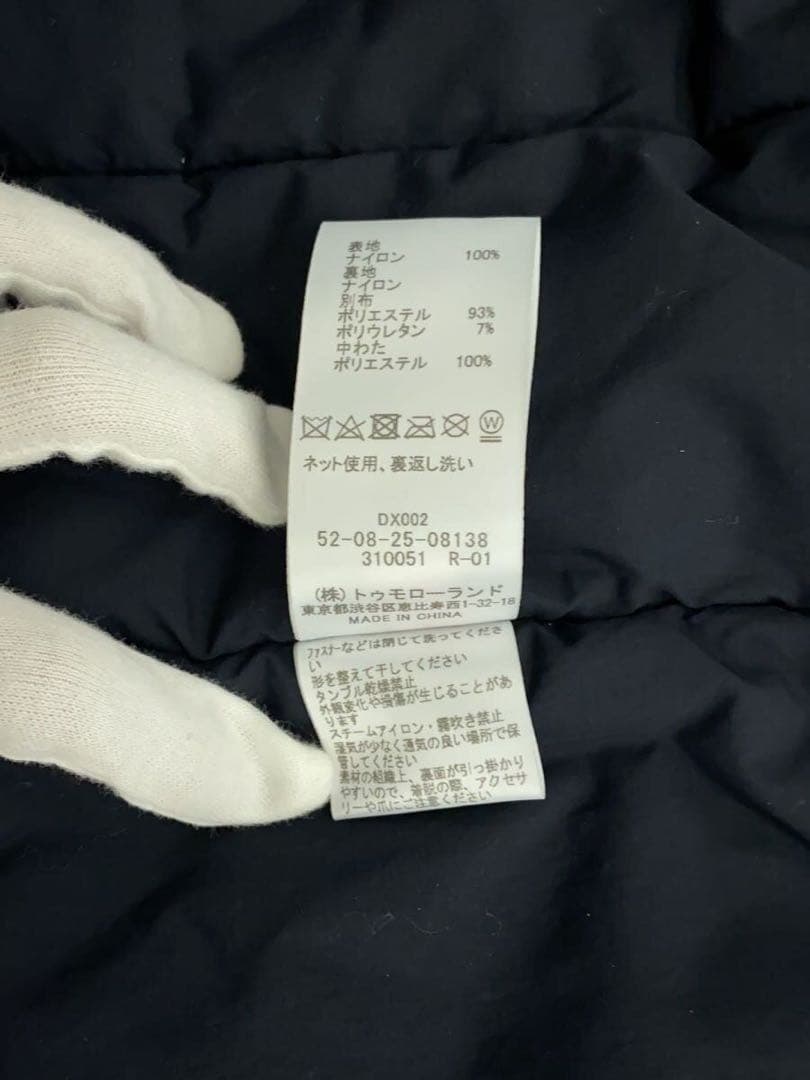 表地
ナイロン 100%
裏地
ナイロン
別布
ポリエステル 93%
ポリウレタン 7%
中わた
ポリエステル 100%
W
ネット使用、裏返し洗い
DX002
52-08-25-08138
310051 R-01
(株)トゥモローランド
東京都渋谷区恵比寿西1-32-18
MADE IN CHINA
ファスナーなどは閉じて洗ってくださ
い
形を整えて干してください
タンブル乾燥禁止
外観変化や損傷が生じることがあ
ります
スチームアイロン・霧吹き禁止
湿気が少なく通気の良い場所で保
管してください
素材の組織上、裏面が引っ掛かり
やすいので、着脱の際、アクセサ
リーや爪にご注意ください